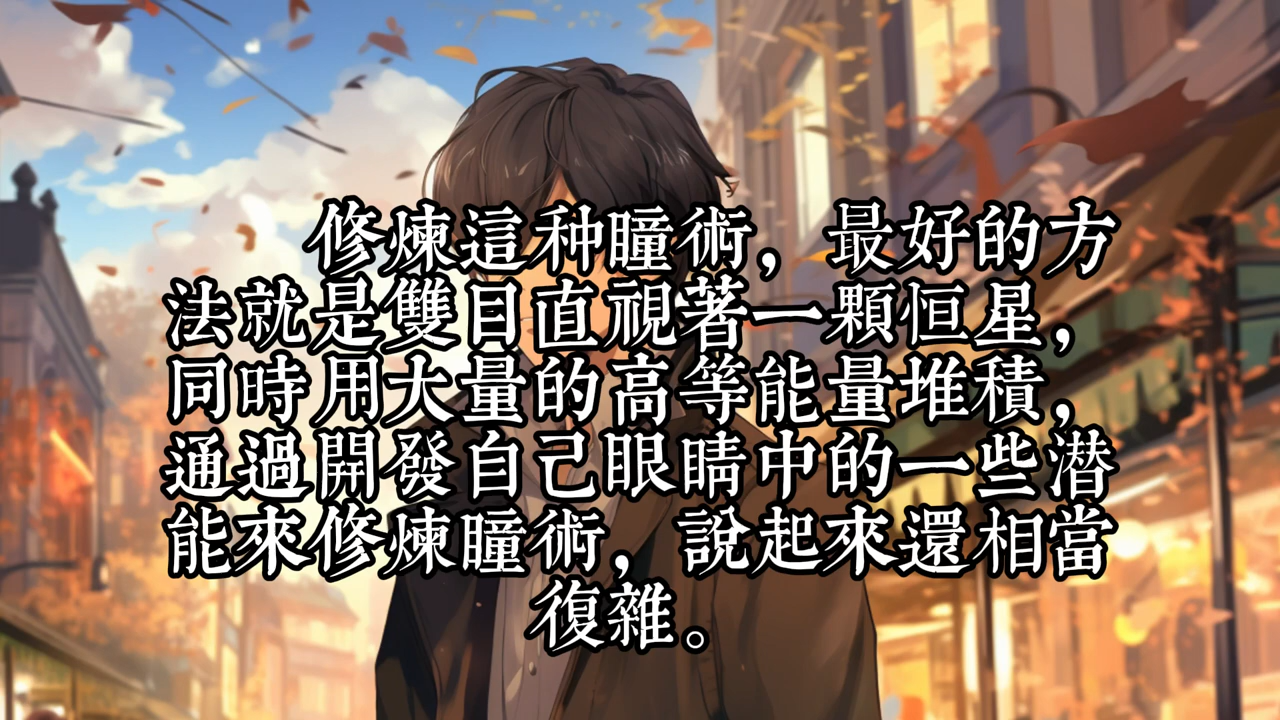 修煉這种瞳術，最好的方
法就是雙目直視著一顆恒星，
同時用大量的高等能量堆積，
通過開發自己眼睛中的一些潜
能來修煉瞳術，說起來還相當
復雜。